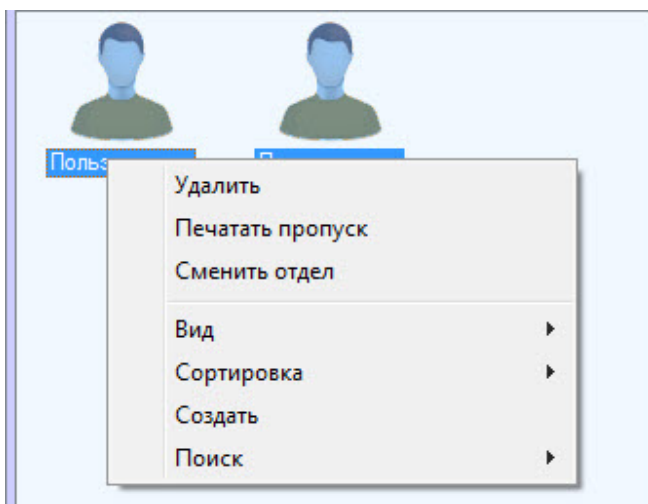 Удалить
Печатать пропуск
Сменить отдел
Вид
Сортировка
Создать
Поиск